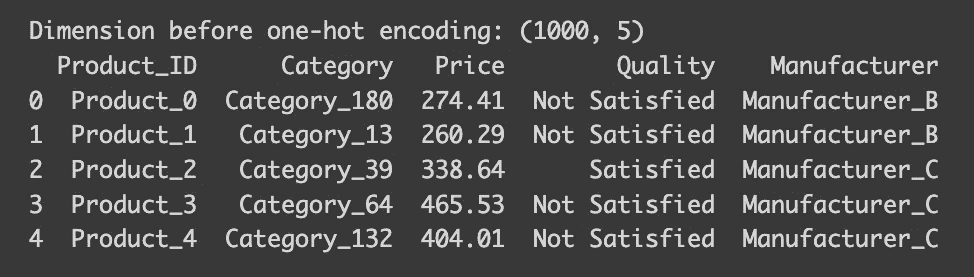 Dimension before one-hot encoding: (1000, 5)
Product_ID Category Price Quality Manufacturer
0 Product_0 Category_180 274.41 Not Satisfied Manufacturer_B
1 Product_1 Category_13 260.29 Not Satisfied Manufacturer_B
2 Product_2 Category_39 338.64 Satisfied Manufacturer_C
3 Product_3 Category_64 465.53 Not Satisfied Manufacturer_C
4 Product_4 Category_132 404.01 Not Satisfied Manufacturer_C